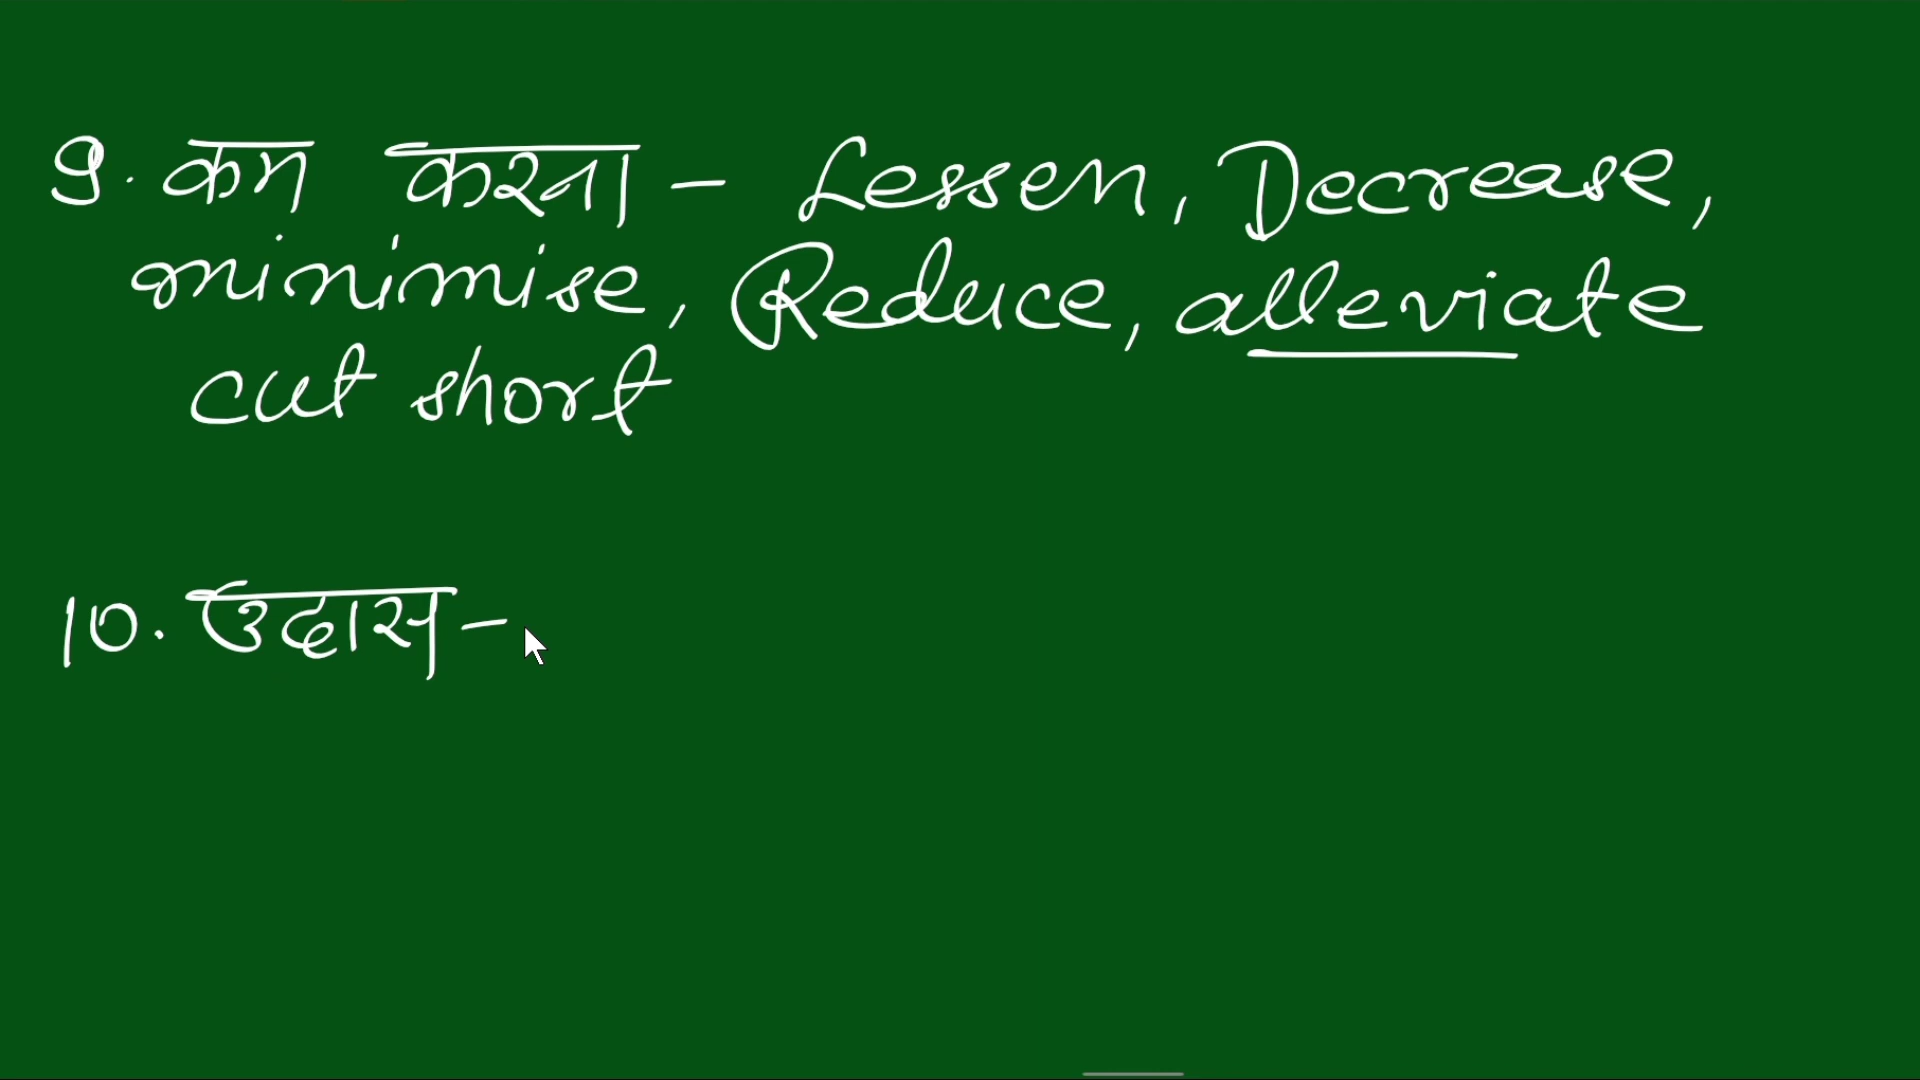 9. कम करना - Lessen, Decrease,
minimise, Reduce, alleviate
cut short
10. उदास -